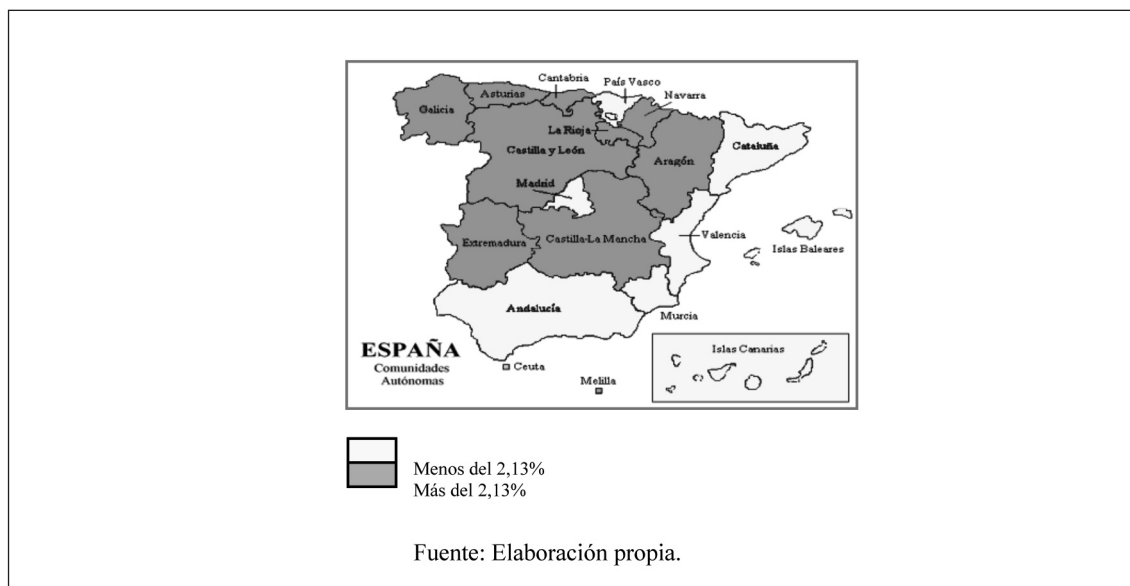 Cantabria
País Vasco
Asturias
Navarra
Galicia
La Rioja
Cataluña
Castilla y León
Aragón
Madrid
Valencia
Extremadura
Castilla-La Mancha
Islas Baleares
Andalucía
Murcia
ESPAÑA
Comunidades
Autónomas
Ceuta
Melilla
Islas Canarias
Menos del 2,13%
Más del 2,13%
Fuente: Elaboración propia.